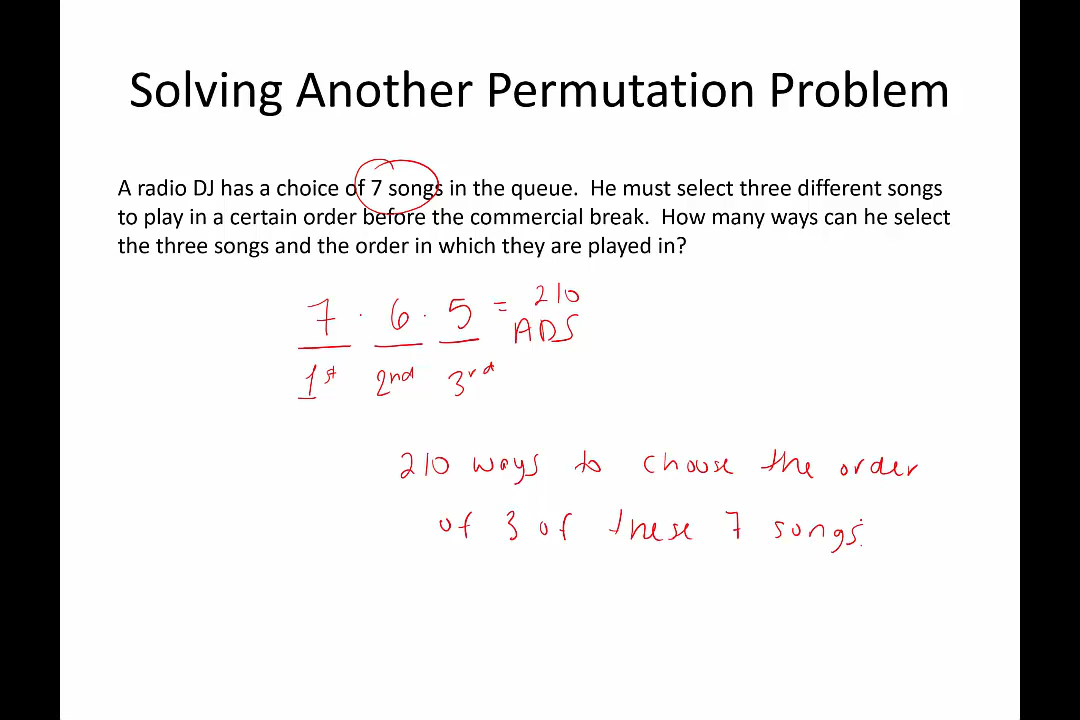 Solving Another Permutation Problem
A radio DJ has a choice of 7 songs in the queue.  He must select three different songs
to play in a certain order before the commercial break.  How many ways can he select
the three songs and the order in which they are played in?
7 · 6 · 5 = 210
ADS
1st 2nd 3rd
210 ways to choose the order
of 3 of these 7 songs.